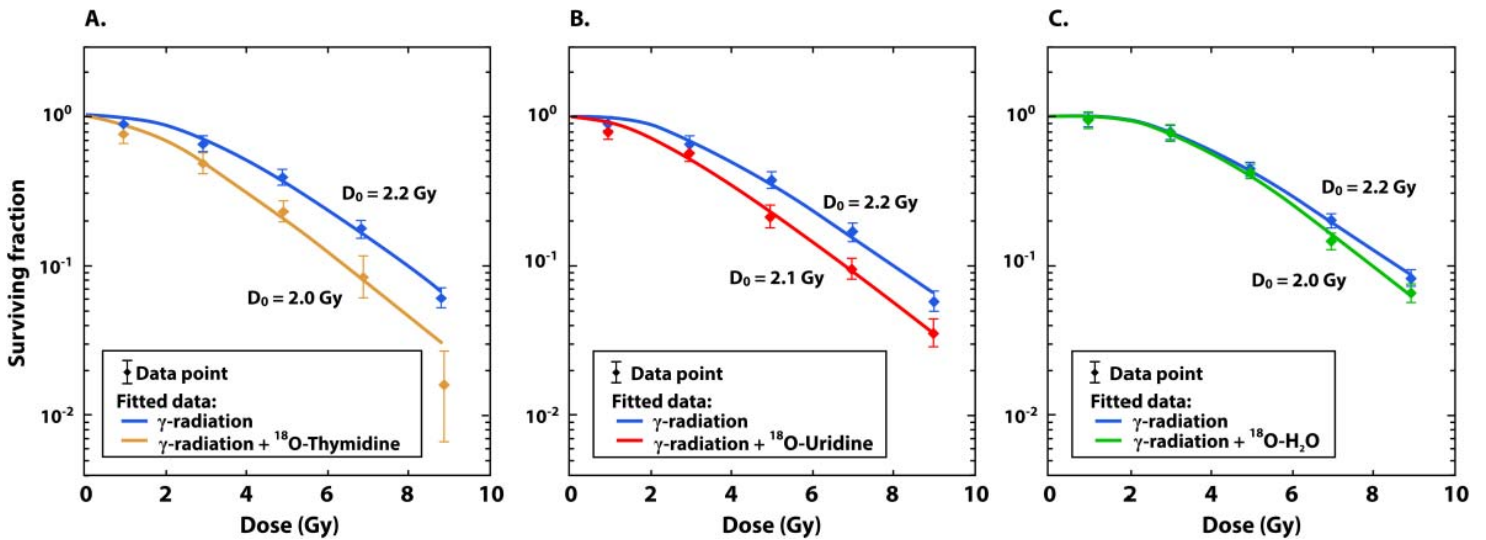 A.
B.
C.
Surviving fraction
10⁰
10⁻¹
10⁻²
D₀ = 2.2 Gy
D₀ = 2.0 Gy
Data point
Fitted data:
γ-radiation
γ-radiation + ¹⁸O-Thymidine
0 2 4 6 8 10
Dose (Gy)
10⁰
10⁻¹
10⁻²
D₀ = 2.2 Gy
D₀ = 2.1 Gy
Data point
Fitted data:
γ-radiation
γ-radiation + ¹⁸O-Uridine
0 2 4 6 8 10
Dose (Gy)
10⁰
10⁻¹
10⁻²
D₀ = 2.2 Gy
D₀ = 2.0 Gy
Data point
Fitted data:
γ-radiation
γ-radiation + ¹⁸O-H₂O
0 2 4 6 8 10
Dose (Gy)